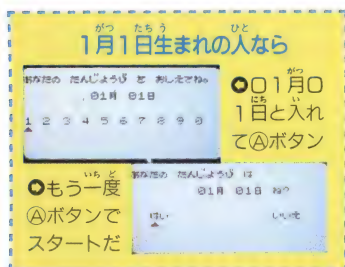 1月1日生まれの人なら
あなたの たんじょうび を おしえてね。
01月 01日
1 2 3 4 5 6 7 8 9 0
01月0
1日と入れ
てⒶボタン
もう一度
Ⓐボタンで
スタートだ
あなたの たんじょうび は
01月 01日 ね?
はい いいえ